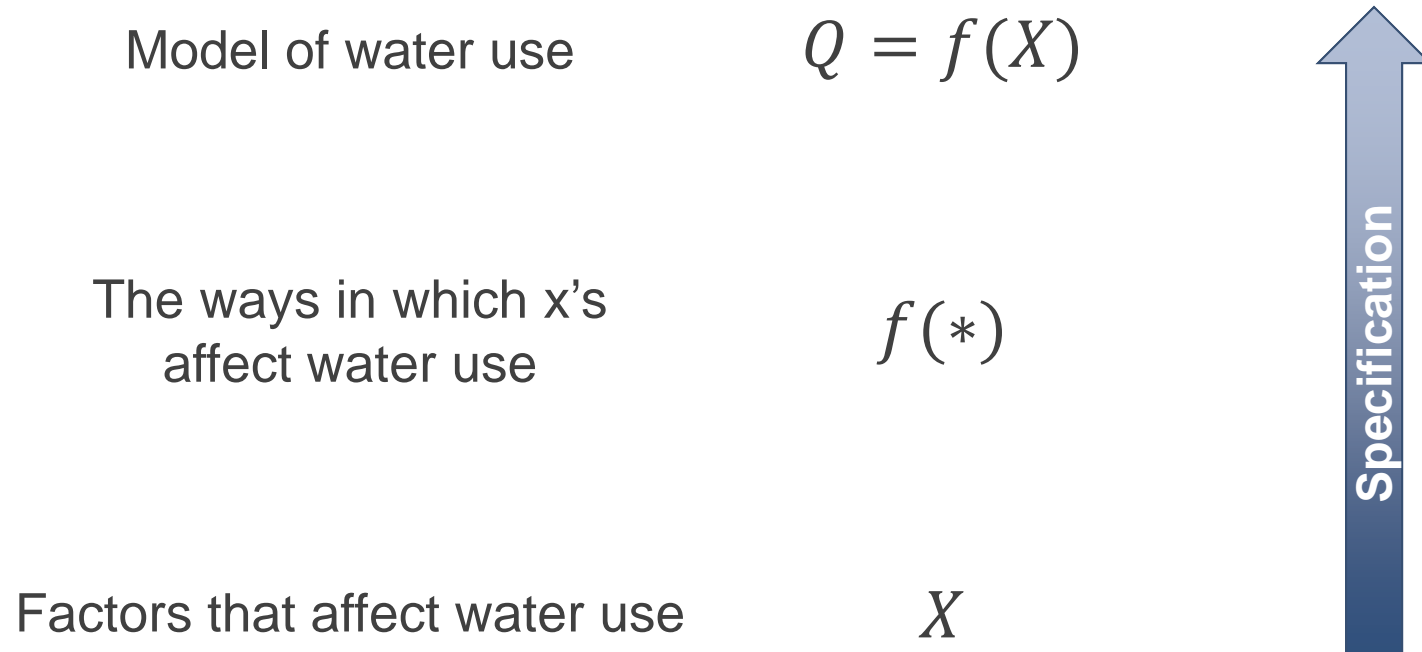 Model of water use
Q = f(X)
The ways in which x's
affect water use
f(∗)
Factors that affect water use
X
Specification